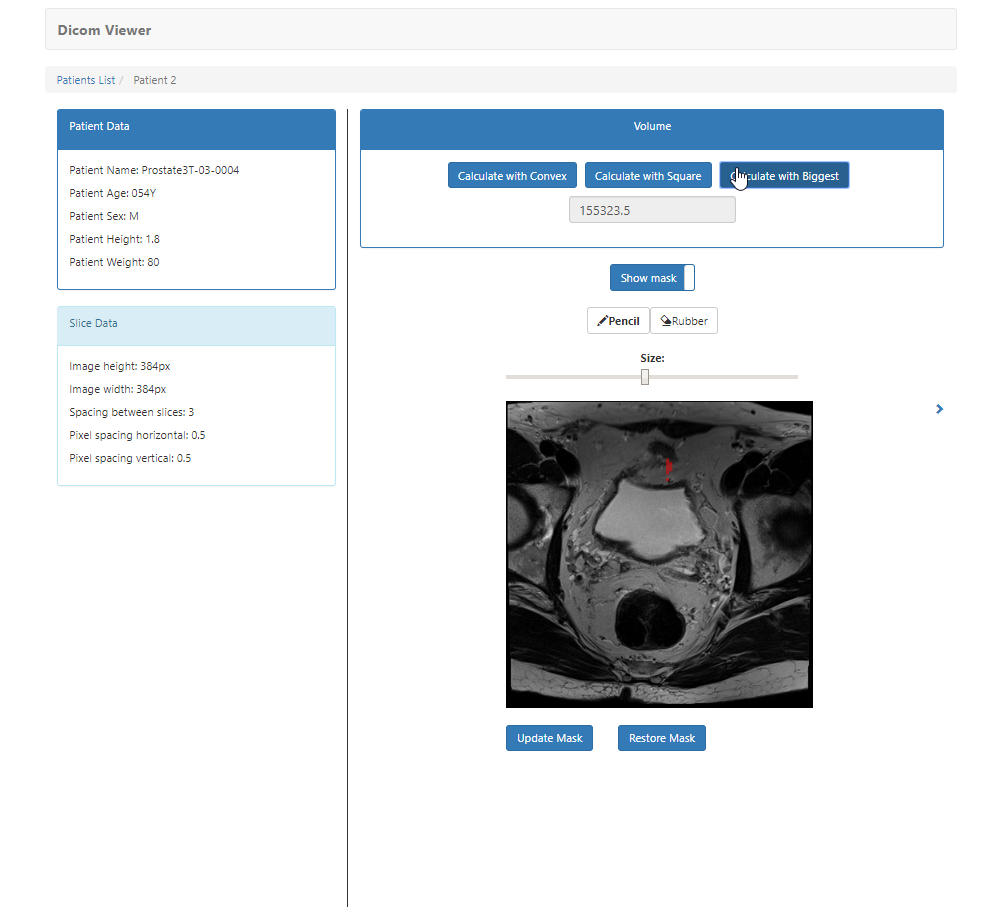 Dicom Viewer
Patients List / Patient 2
Patient Data
Patient Name: Prostate3T-03-0004
Patient Age: 054Y
Patient Sex: M
Patient Height: 1.8
Patient Weight: 80
Slice Data
Image height: 384px
Image width: 384px
Spacing between slices: 3
Pixel spacing horizontal: 0.5
Pixel spacing vertical: 0.5
Volume
Calculate with Convex
Calculate with Square
Calculate with Biggest
155323.5
Show mask
Pencil
Rubber
Size:
Update Mask
Restore Mask